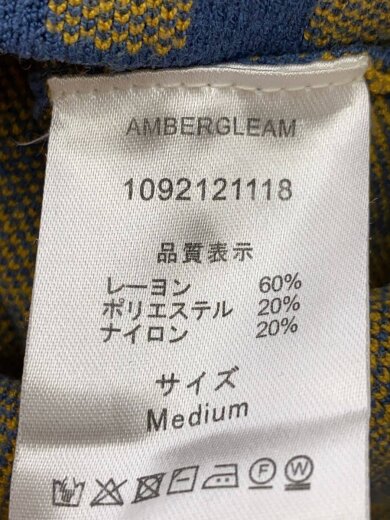 AMBERGLEAM
1092121118
品質表示
レーヨン 60%
ポリエステル 20%
ナイロン 20%
サイズ
Medium
F W